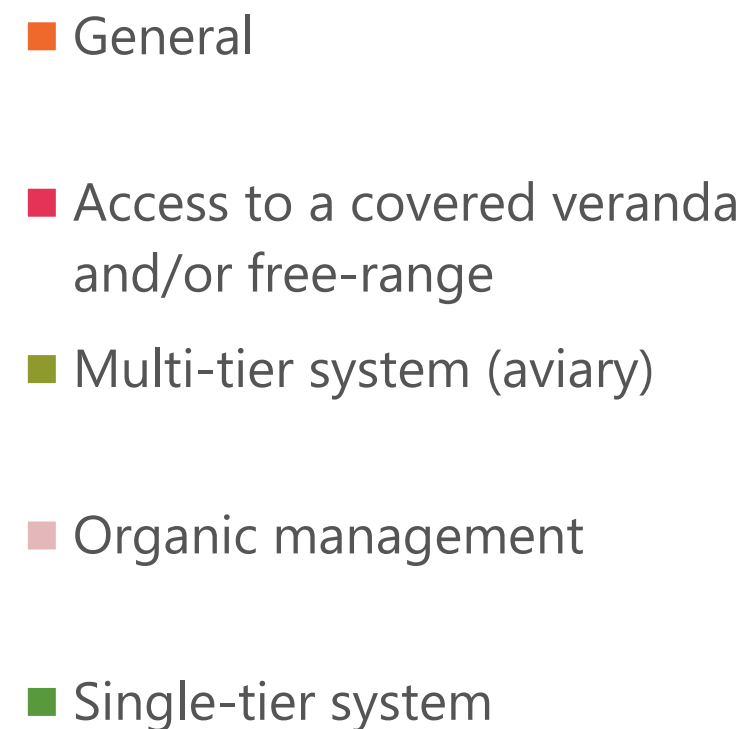 General
Access to a covered veranda
and/or free-range
Multi-tier system (aviary)
Organic management
Single-tier system